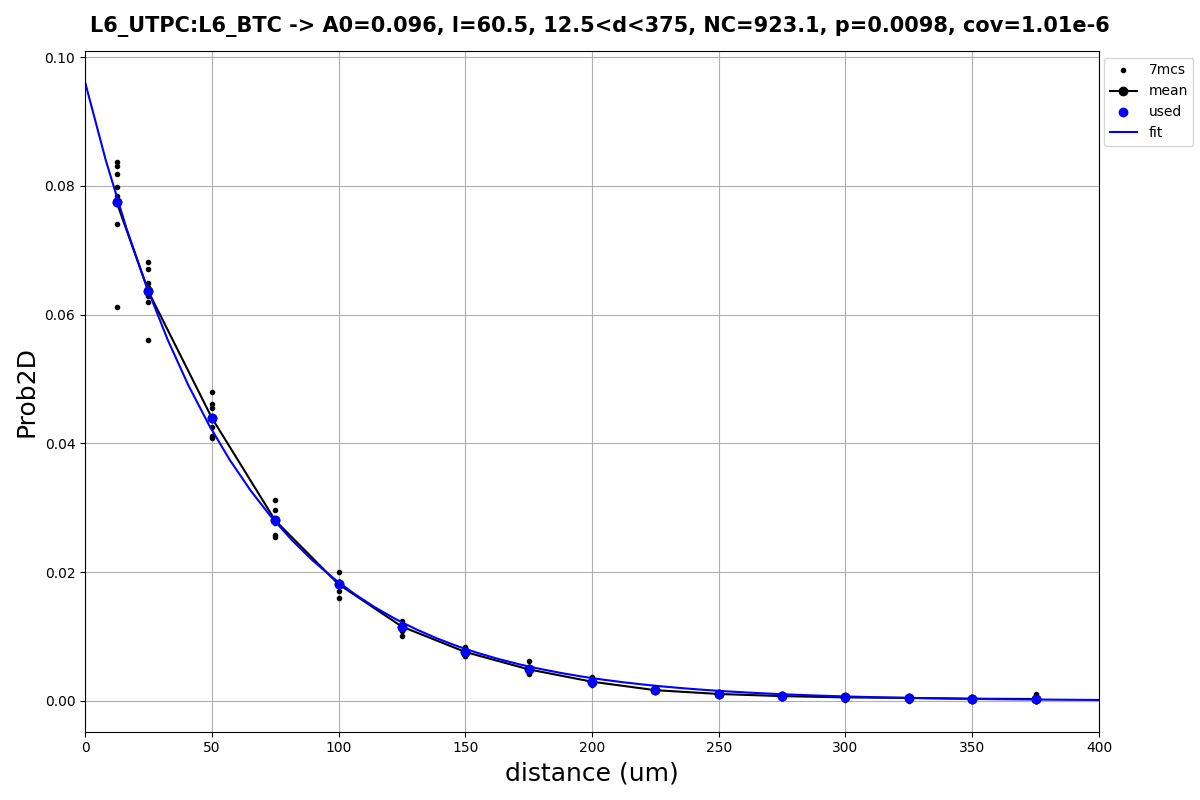 L6_UTPC:L6_BTC -> A0=0.096, l=60.5, 12.5<d<375, NC=923.1, p=0.0098, cov=1.01e-6
0.10
0.08
0.06
0.04
0.02
0.00
Prob2D
0 50 100 150 200 250 300 350 400
distance (um)
7mcs
mean
used
fit